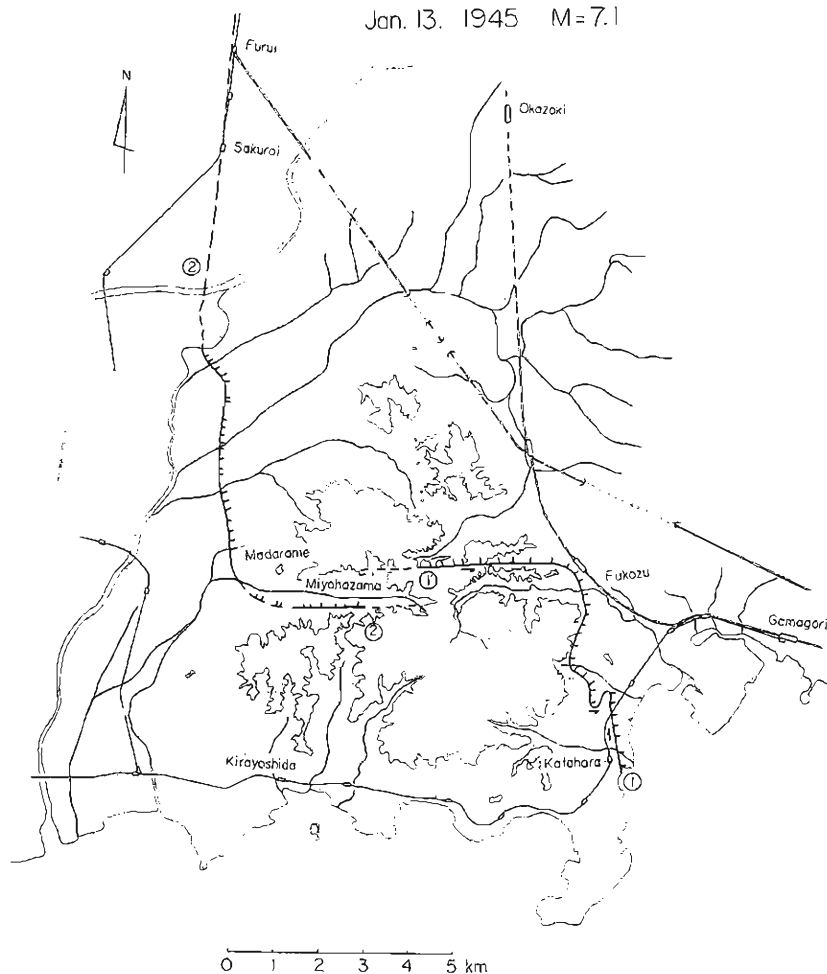 Jan. 13. 1945 M=7.1
Furui
N
Okazaki
Sakurai
②
Madarame
Miyahazama
①
Fukozu
②
Gamagori
Kirayoshida
Katahara
①
0 1 2 3 4 5 km